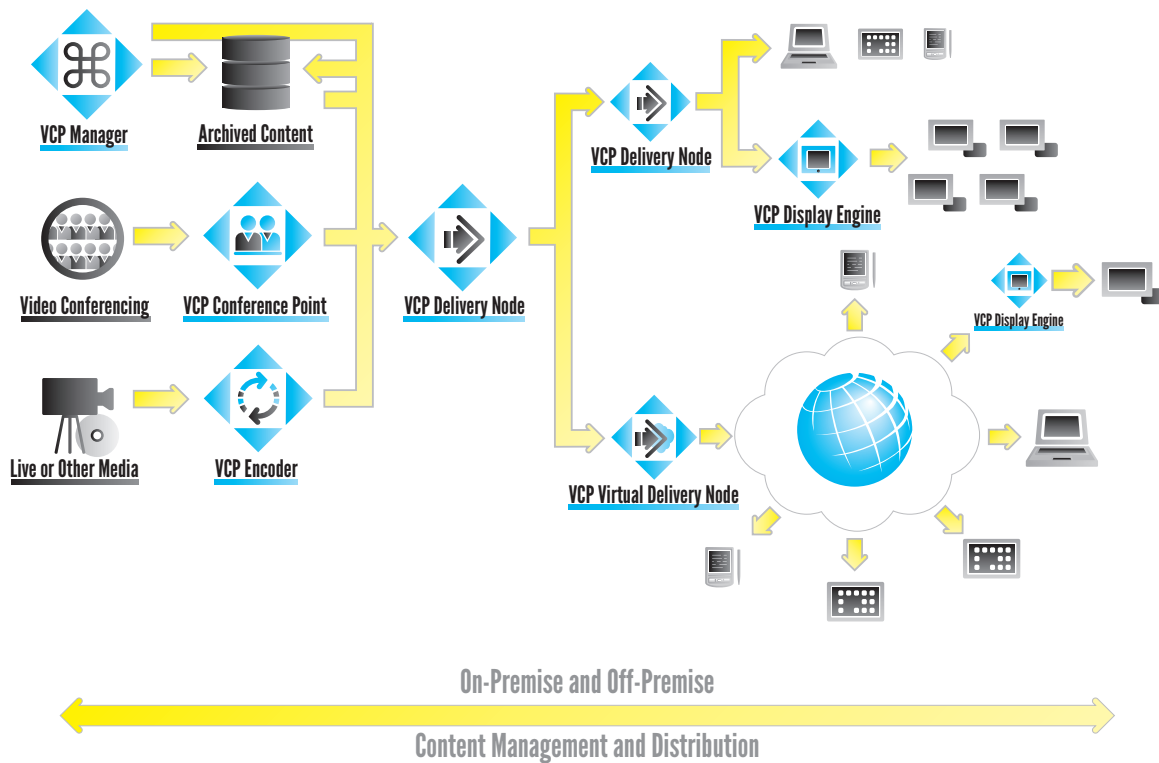 VCP Manager
Archived Content
VCP Delivery Node
VCP Display Engine
Video Conferencing
VCP Conference Point
VCP Delivery Node
VCP Display Engine
Live or Other Media
VCP Encoder
VCP Virtual Delivery Node
On-Premise and Off-Premise
Content Management and Distribution